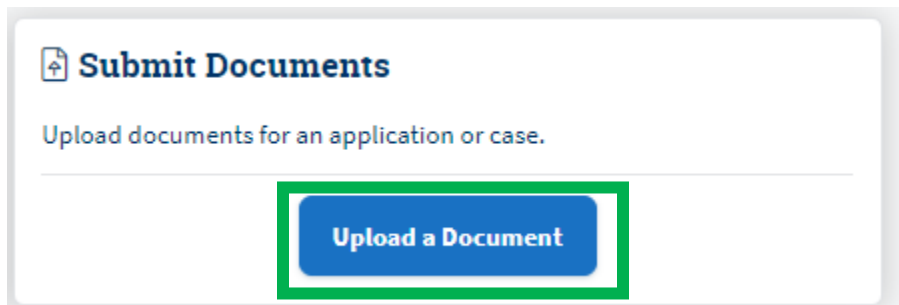 Submit Documents
Upload documents for an application or case.
Upload a Document